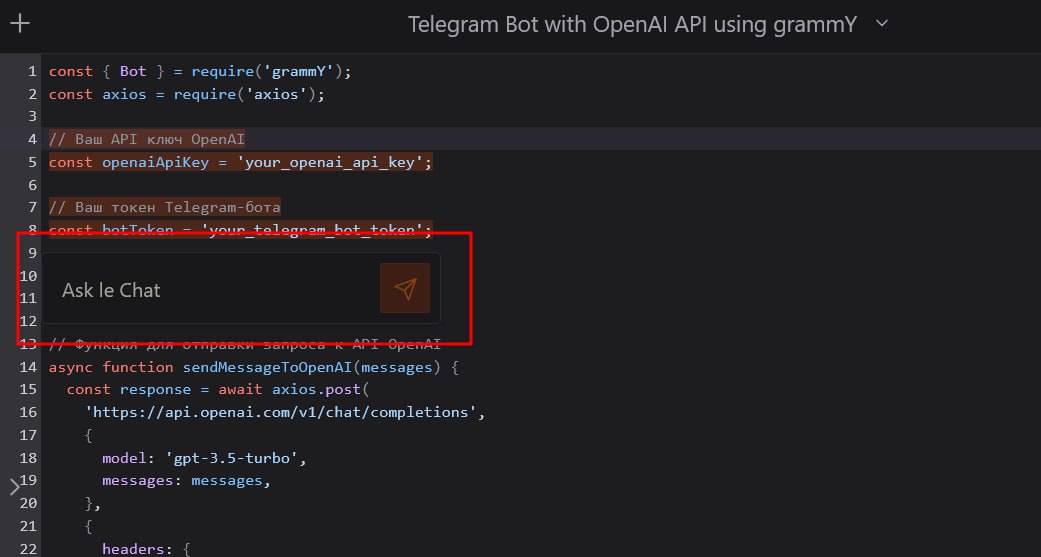 Telegram Bot with OpenAI API using grammY
1 const { Bot } = require('grammY');
2 const axios = require('axios');
3
4 // Ваш API ключ OpenAI
5 const openaiApiKey = 'your_openai_api_key';
6
7 // Ваш токен Telegram-бота
8 const botToken = 'your_telegram_bot_token';
9
10
Ask le Chat
11
12
13 // Функция для отправки запроса к API OpenAI
14 async function sendMessageToOpenAI(messages) {
15 const response = await axios.post(
16 'https://api.openai.com/v1/chat/completions',
17 {
18 model: 'gpt-3.5-turbo',
19 messages: messages,
20 },
21 {
22 headers: {